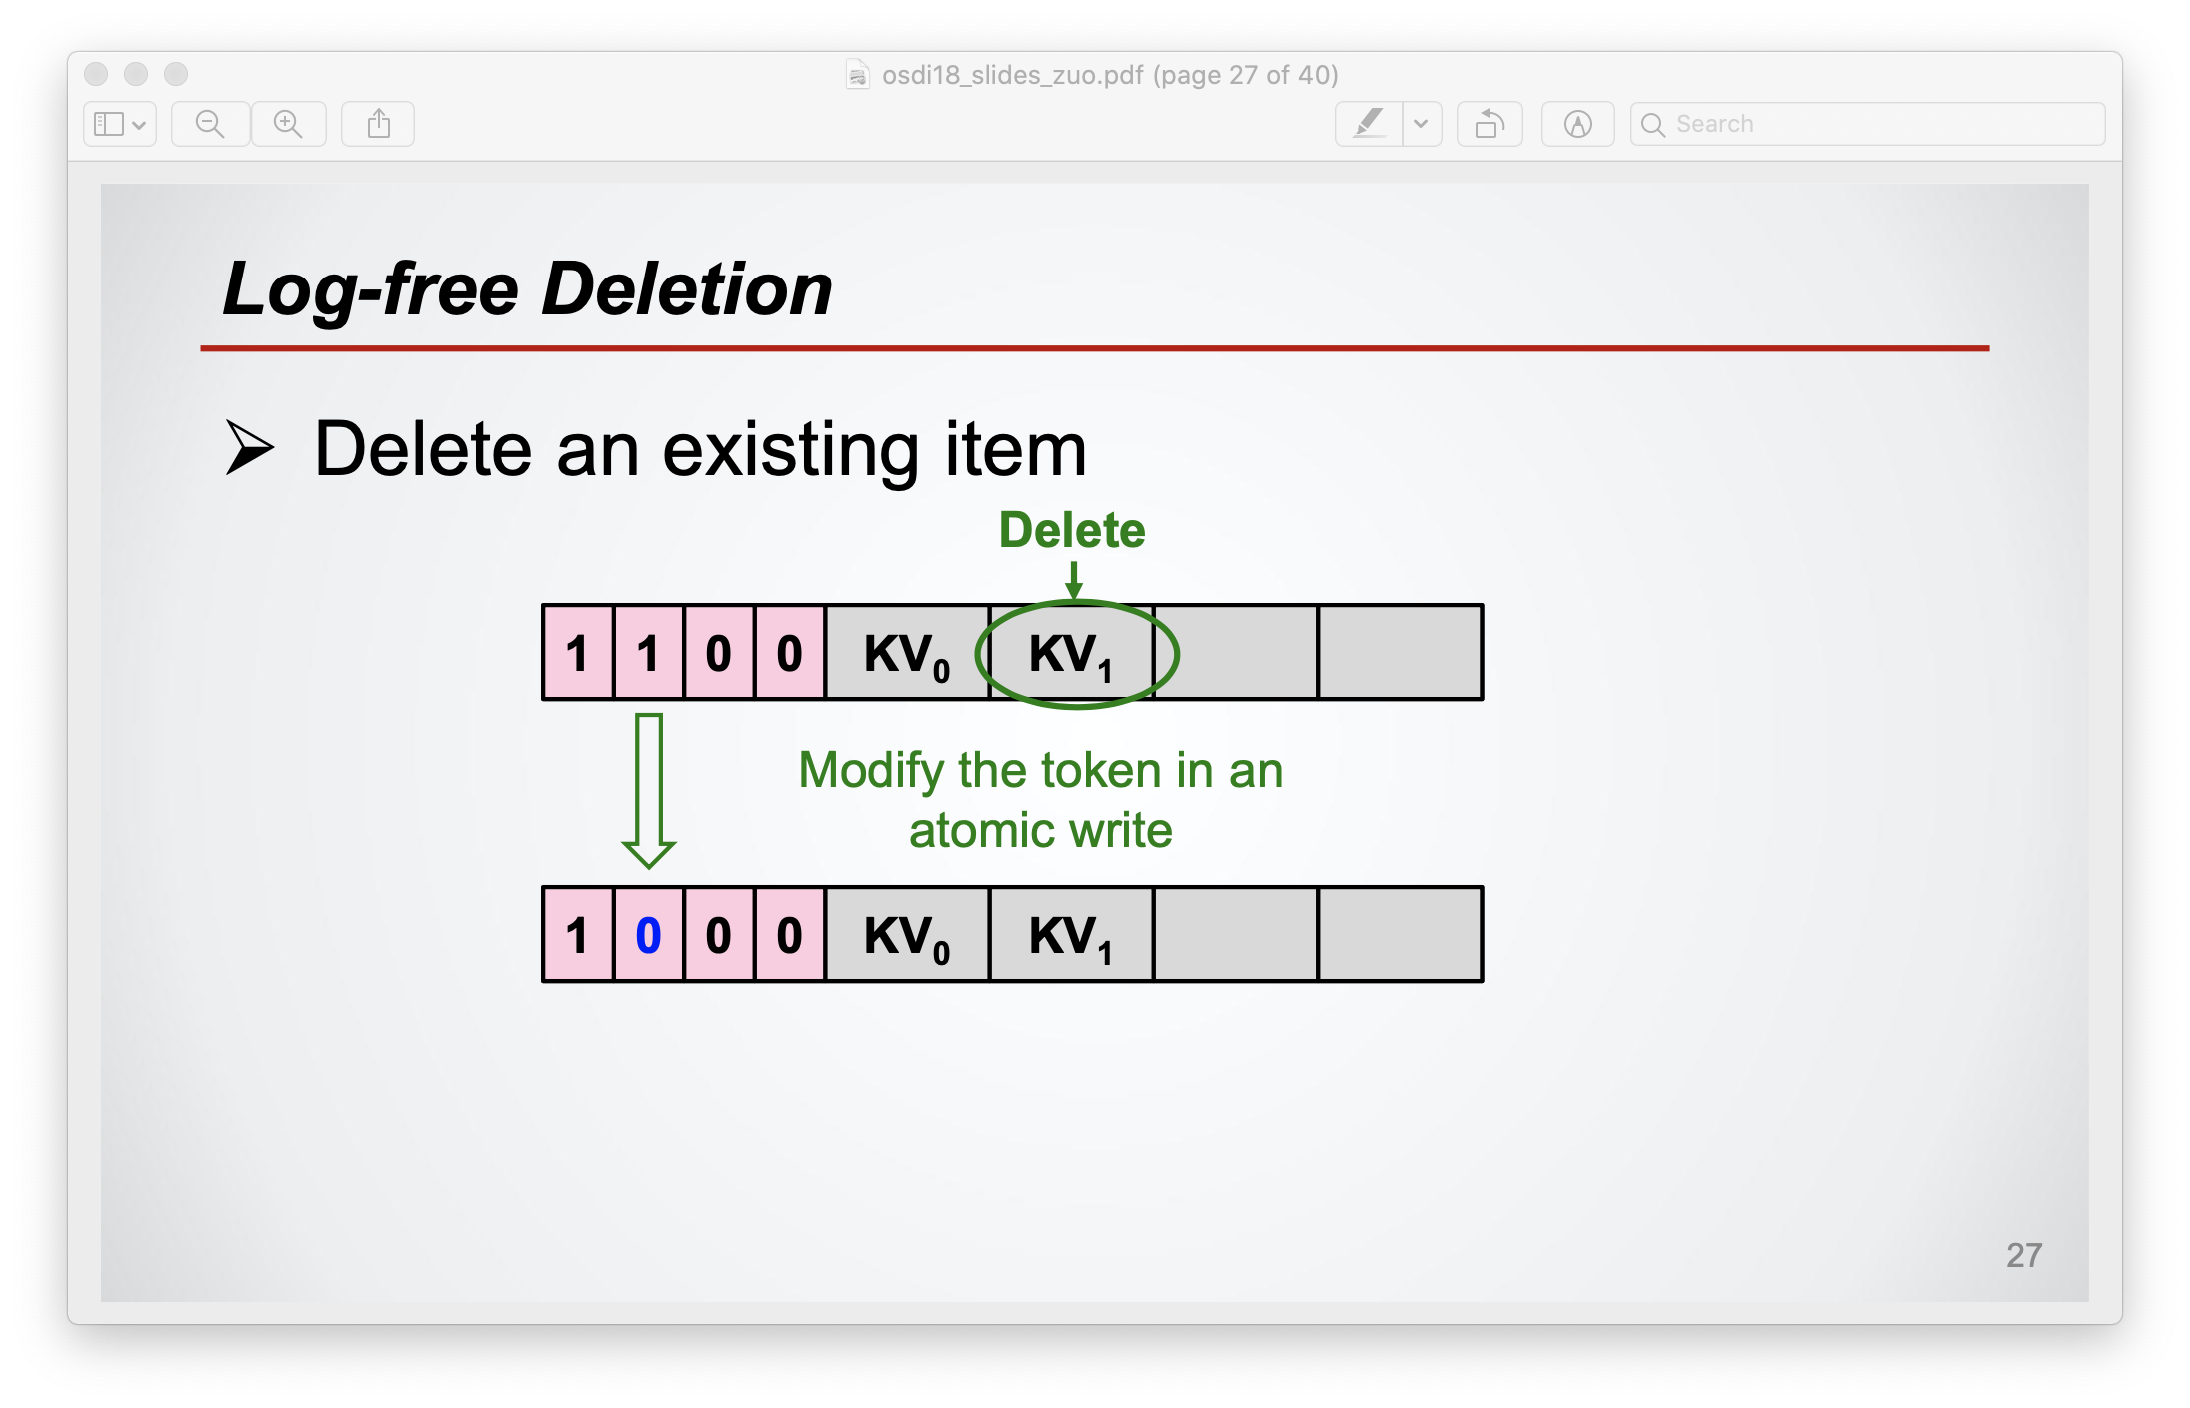 osdi18_slides_zuo.pdf (page 27 of 40)
Search
Log-free Deletion
Delete an existing item
Delete
1 1 0 0 KV0 KV1
Modify the token in an
atomic write
1 0 0 0 KV0 KV1
27